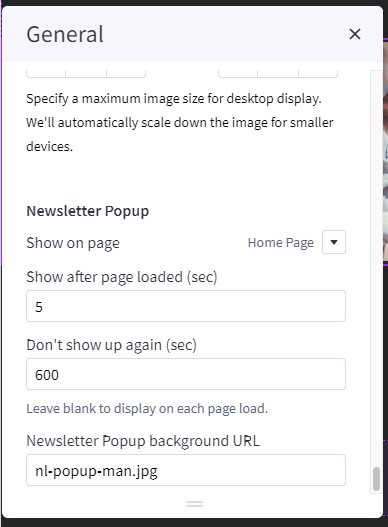 General
Specify a maximum image size for desktop display.
We'll automatically scale down the image for smaller
devices.
Newsletter Popup
Show on page
Home Page
Show after page loaded (sec)
5
Don't show up again (sec)
600
Leave blank to display on each page load.
Newsletter Popup background URL
nl-popup-man.jpg